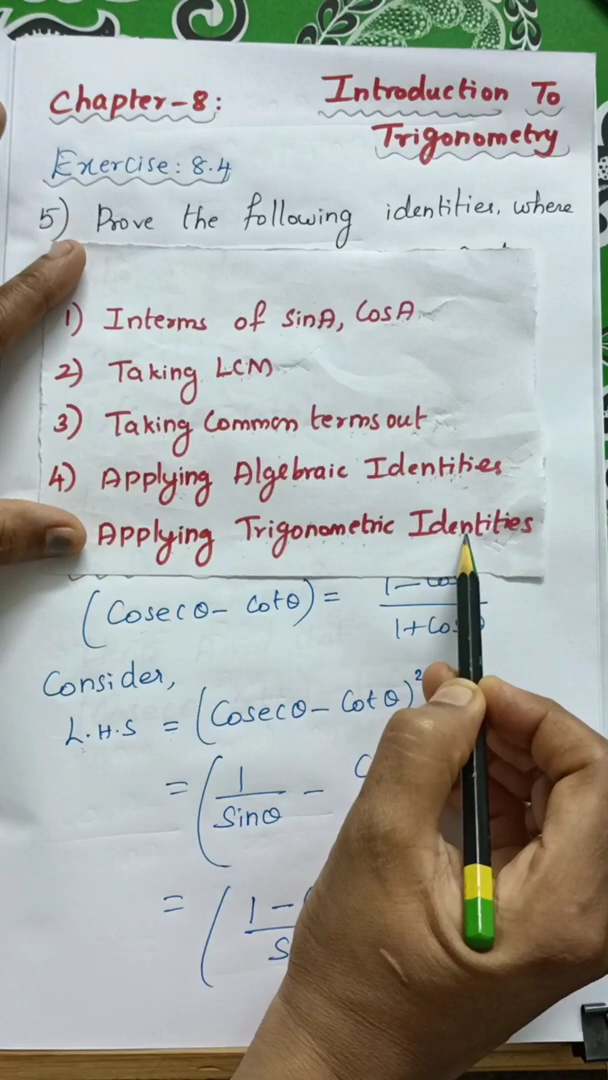 Chapter-8: Introduction To
Trigonometry
Exercise: 8.4
5) Prove the following identities, where
1) Interms of sinA, CosA
2) Taking LCM
3) Taking Common terms out
4) Applying Algebraic Identities
Applying Trigonometric Identities
(Cosecθ - Cotθ) = 1-
1+Cosθ
Consider,
L.H.S = (Cosecθ - Cotθ)²
= (1/Sinθ -
= (1-